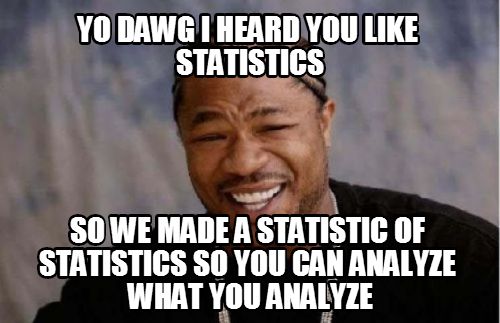 YO DAWG I HEARD YOU LIKE
STATISTICS
SO WE MADE A STATISTIC OF
STATISTICS SO YOU CAN ANALYZE
WHAT YOU ANALYZE